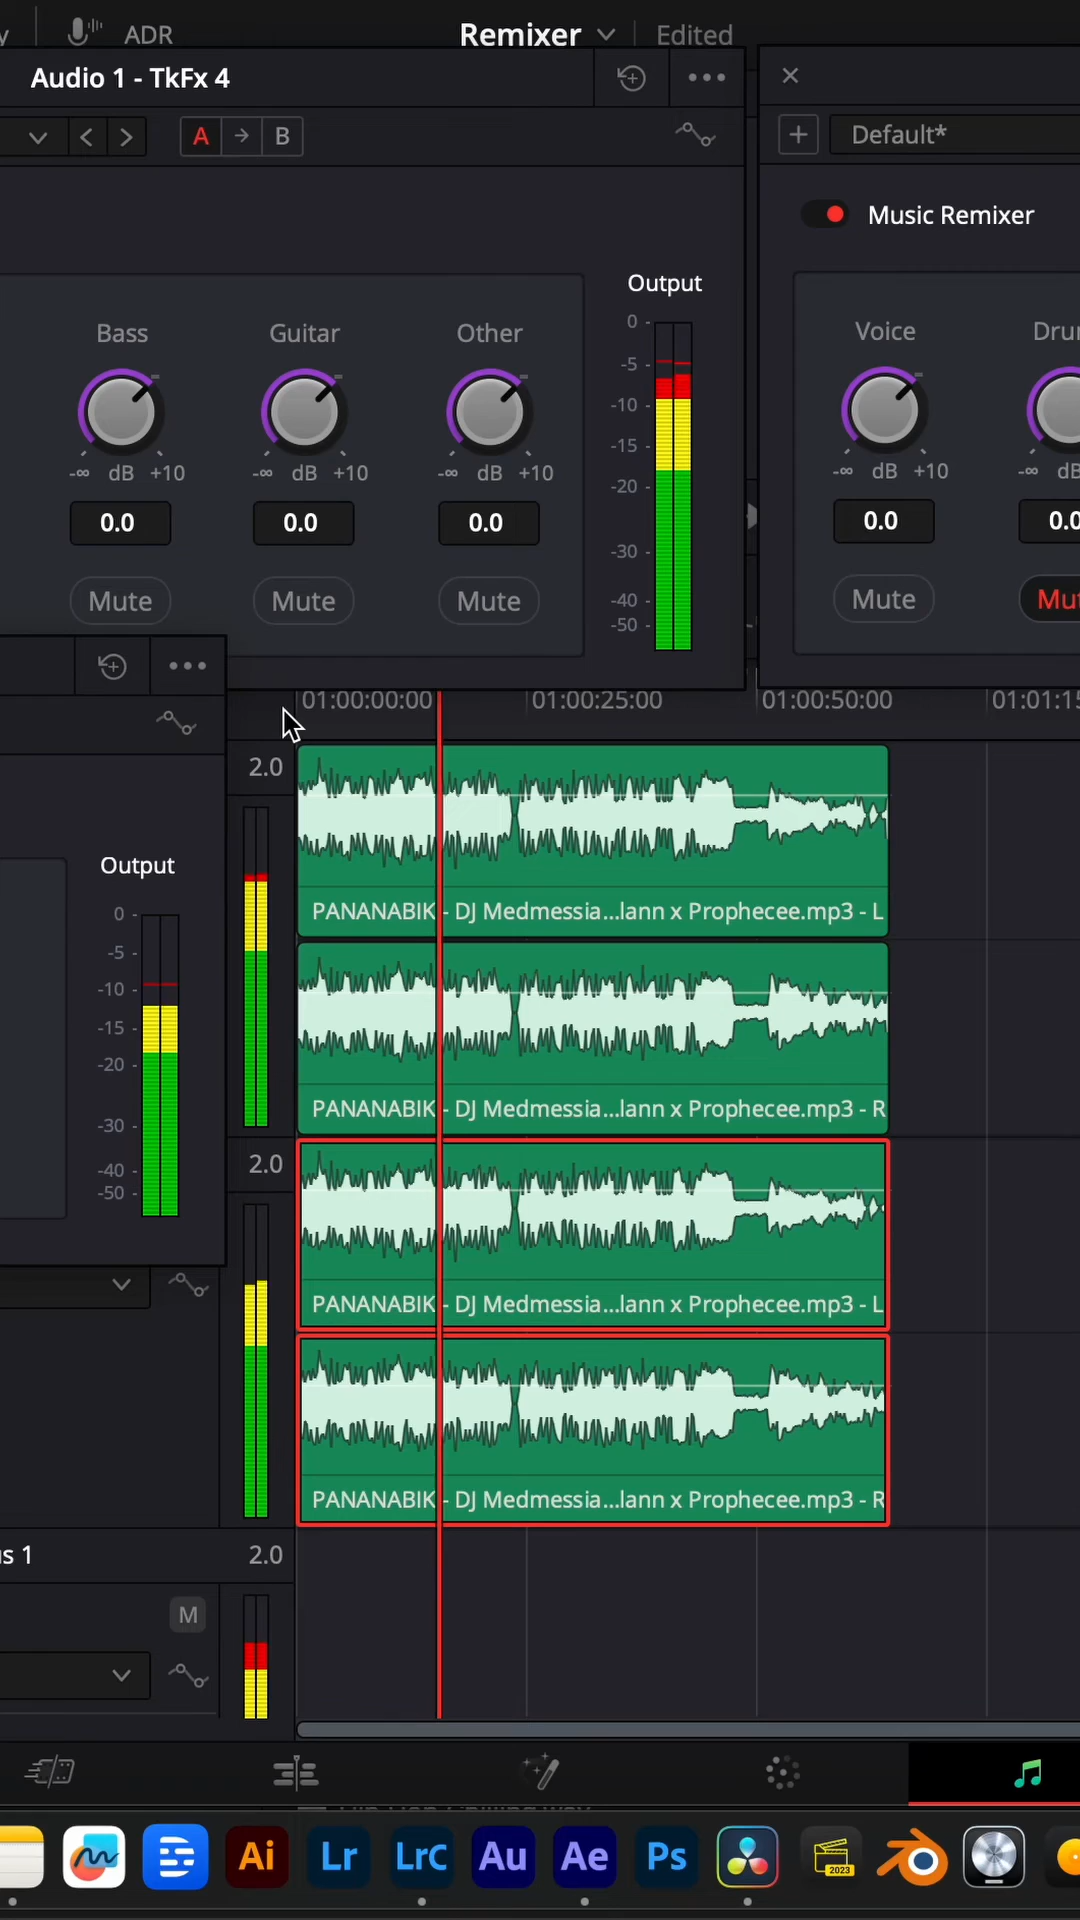 y
ADR
Remixer
Edited
Audio 1 - TkFx 4
A
B
Default*
Music Remixer
Output
Bass
Guitar
Other
Voice
Dru
0
-5
-10
-15
-20
-30
-40
-50
-∞ dB +10
-∞ dB +10
-∞ dB +10
-∞ dB +10
-∞ dB
0.0
0.0
0.0
0.0
0.0
Mute
Mute
Mute
Mute
Mu
01:00:00:00
01:00:25:00
01:00:50:00
01:01:15
2.0
PANANABIK - DJ Medmessia...lann x Prophecee.mp3 - L
Output
0
-5
-10
-15
-20
-30
-40
-50
PANANABIK - DJ Medmessia...lann x Prophecee.mp3 - R
2.0
PANANABIK - DJ Medmessia...lann x Prophecee.mp3 - L
PANANABIK - DJ Medmessia...lann x Prophecee.mp3 - R
us 1
2.0
M
Ai
Lr
LrC
Au
Ae
Ps
2023